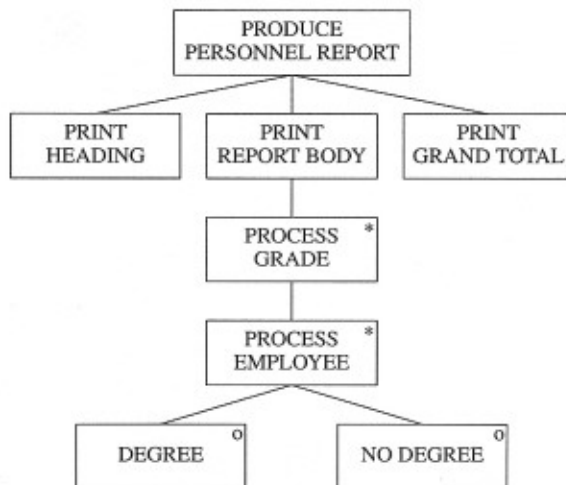 PRODUCE
PERSONNEL REPORT
PRINT
HEADING
PRINT
REPORT BODY
PRINT
GRAND TOTAL
PROCESS *
GRADE
PROCESS *
EMPLOYEE
DEGREE o
NO DEGREE o